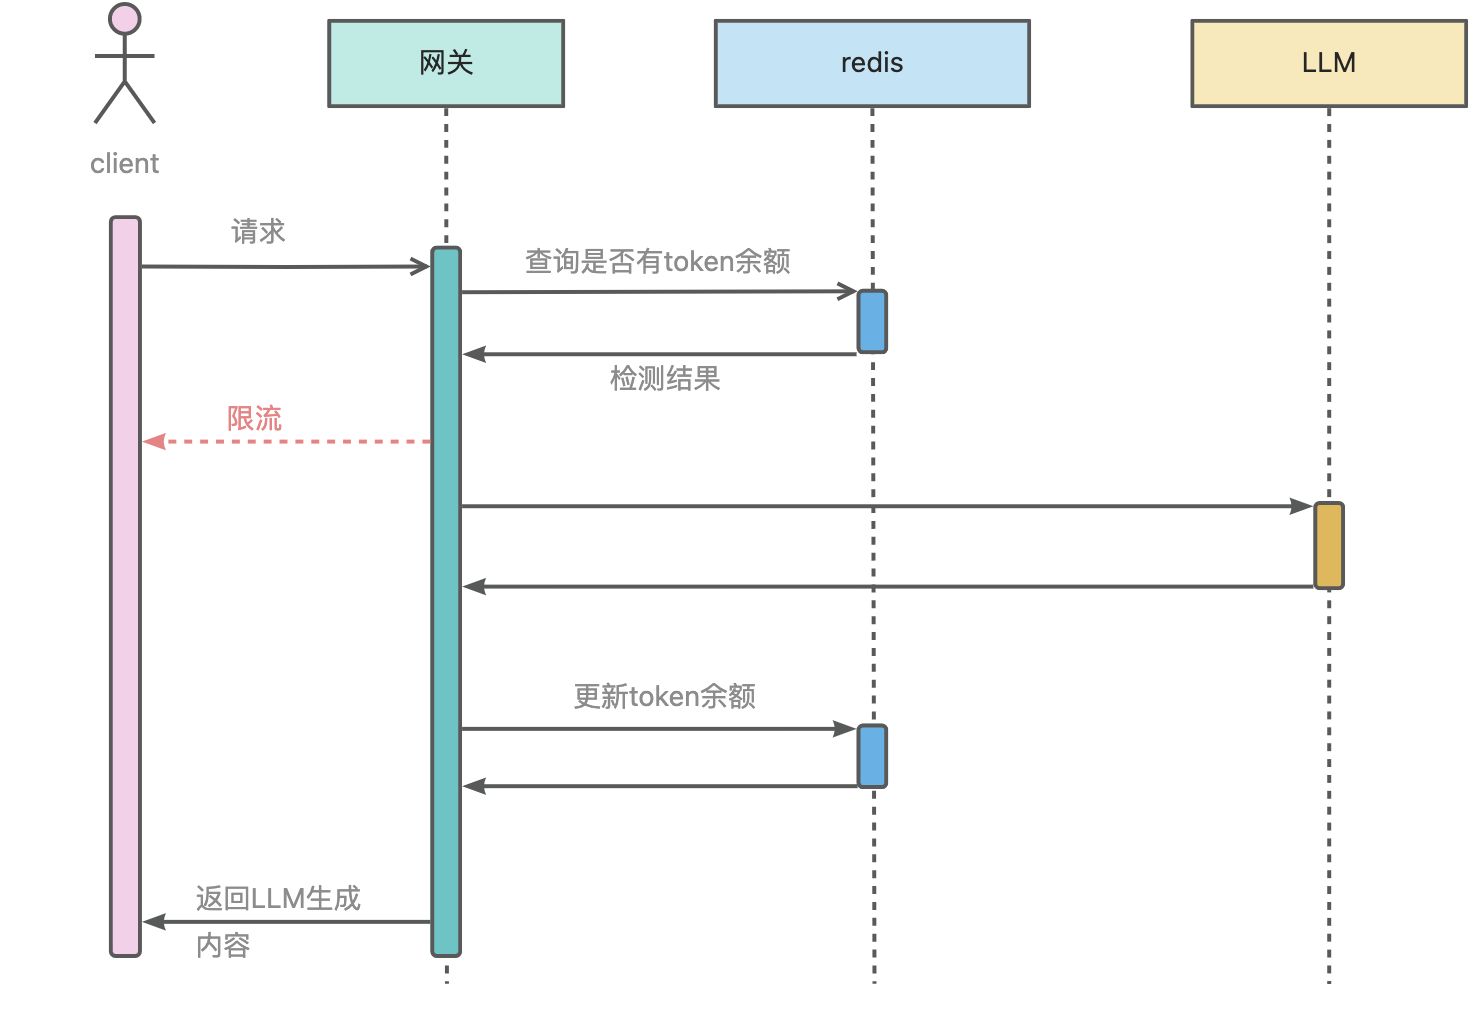 网关
redis
LLM
client
请求
查询是否有token余额
检测结果
限流
更新token余额
返回LLM生成
内容